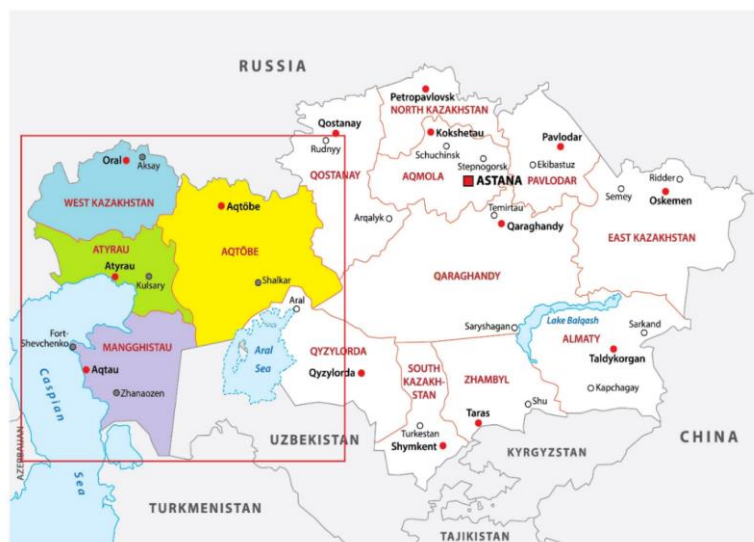 RUSSIA
Petropavlovsk
NORTH KAZAKHSTAN
Qostanay
Rudnyy
Kokshetau
Schuchinsk
Stepnogorsk
Pavlodar
Ekibastuz
PAVLODAR
Oral
Aksay
QOSTANAY
AQMOLA
ASTANA
Ridder
Semey
Oskemen
WEST KAZAKHSTAN
Aqtöbe
Arqalyk
Temirtau
Qaraghandy
EAST KAZAKHSTAN
ATYRAU
Atyrau
Kulsary
AQTÖBE
Shalkar
QARAGHANDY
Aral
Saryshagan
Lake Balqash
Sarkand
Fort-
Shevchenko
MANGGHISTAU
Aral
Sea
QYZYLORDA
Qyzylorda
SOUTH
KAZAKH-
STAN
ZHAMBYL
ALMATY
Taldykorgan
Aqtau
Zhanaozen
Kapchagay
Caspian
Sea
Shu
Taras
Turkestan
Shymkent
UZBEKISTAN
KYRGYZSTAN
CHINA
AZERBAIJAN
TURKMENISTAN
TAJIKISTAN